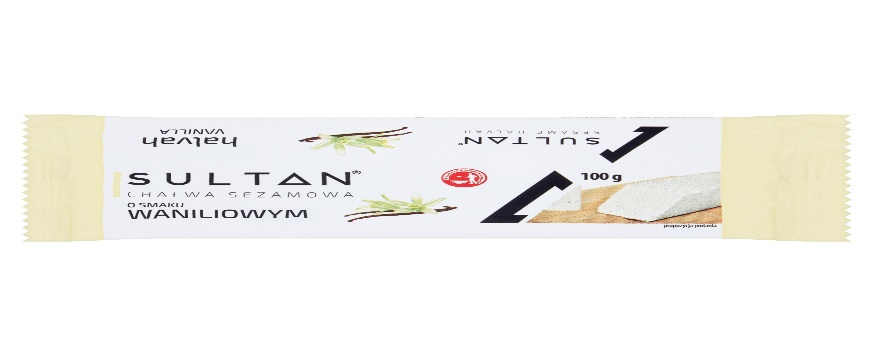 halvah
VANILLA
SULTAN®
SESAME HALVAH
SULTAN®
CHAŁWA SEZAMOWA
O SMAKU
WANILIOWYM
100 g